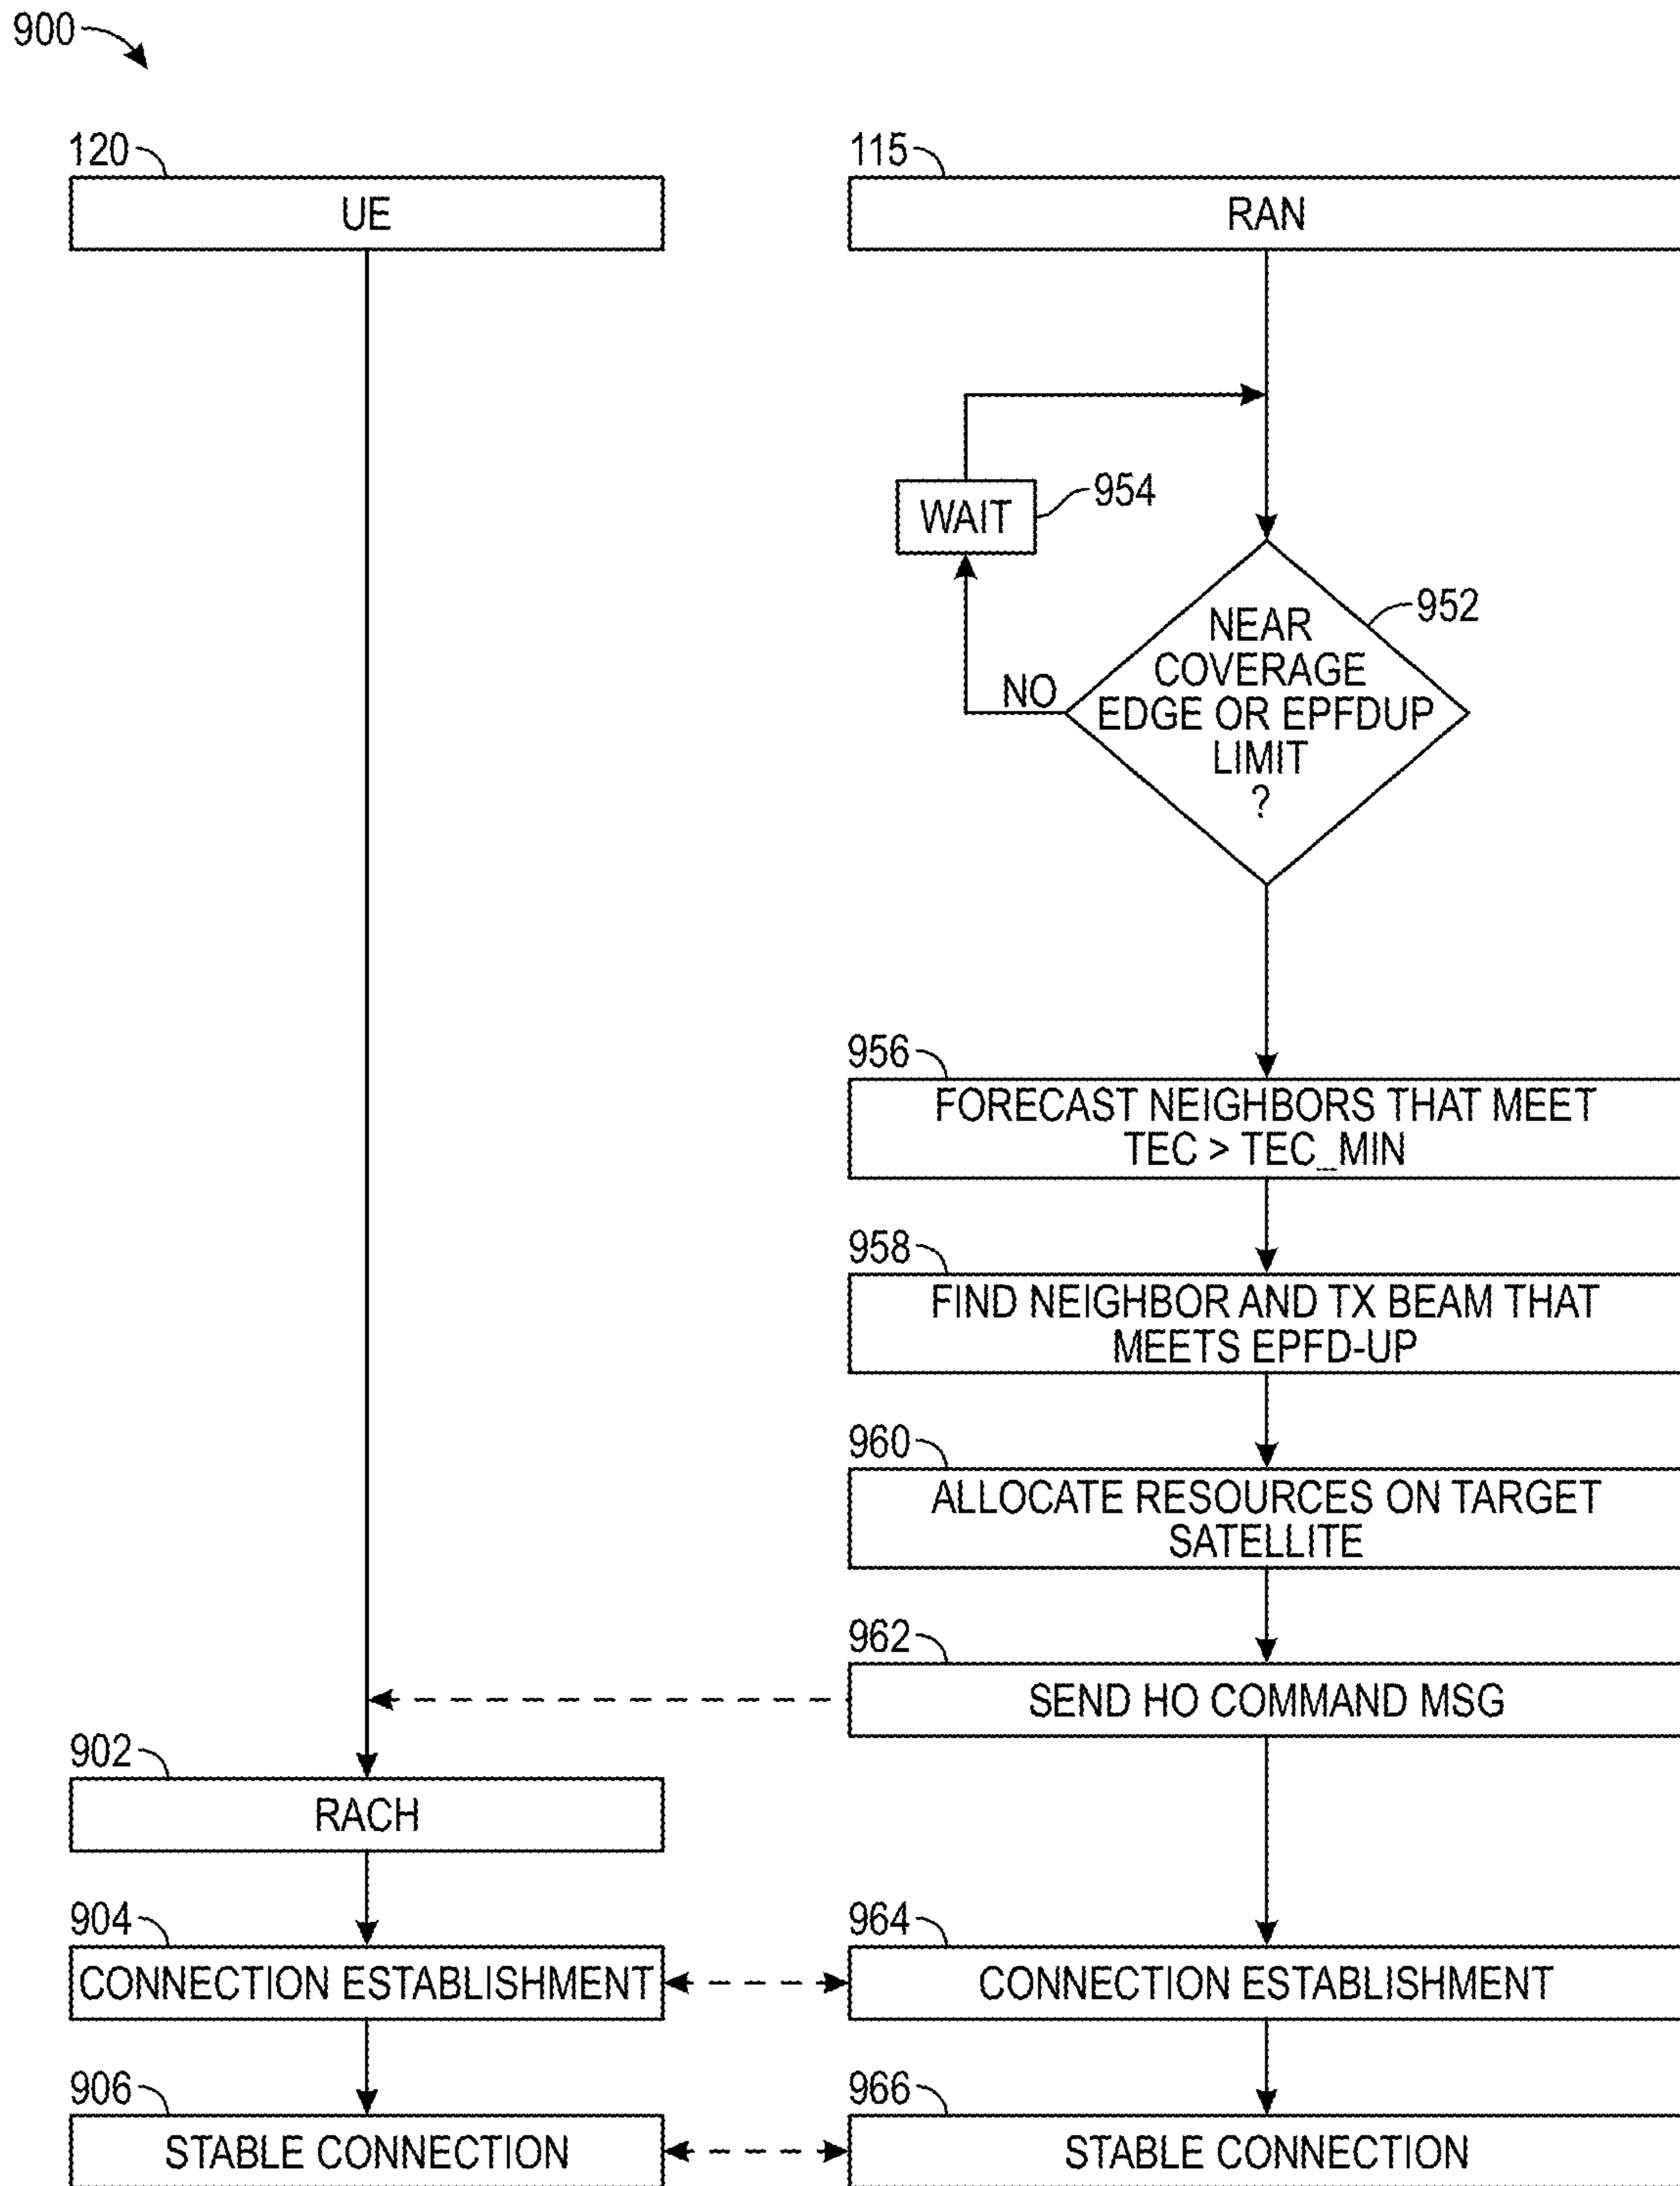 900
120
115
UE
RAN
WAIT
954
952
NEAR
COVERAGE
EDGE OR EPFDUP
LIMIT
?
NO
956
FORECAST NEIGHBORS THAT MEET
TEC > TEC_MIN
958
FIND NEIGHBOR AND TX BEAM THAT
MEETS EPFD-UP
960
ALLOCATE RESOURCES ON TARGET
SATELLITE
962
SEND HO COMMAND MSG
902
RACH
904
964
CONNECTION ESTABLISHMENT
CONNECTION ESTABLISHMENT
906
966
STABLE CONNECTION
STABLE CONNECTION